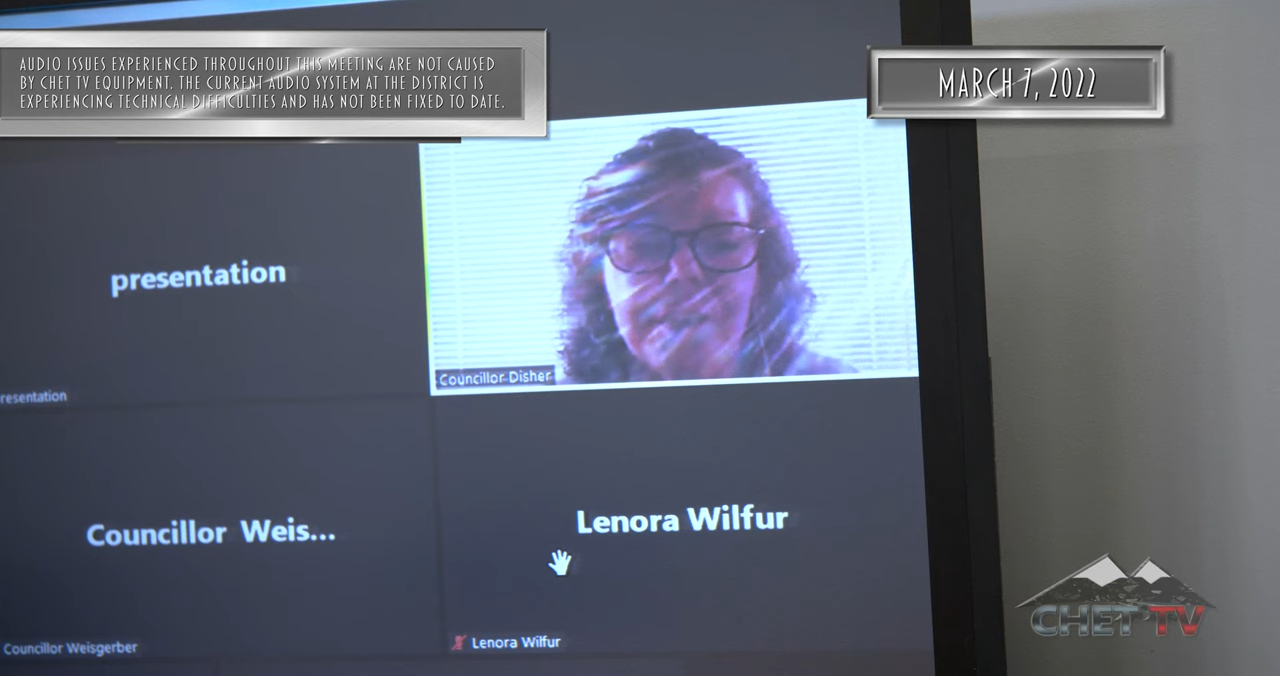 AUDIO ISSUES EXPERIENCED THROUGHOUT THIS MEETING ARE NOT CAUSED
BY CHET TV EQUIPMENT. THE CURRENT AUDIO SYSTEM AT THE DISTRICT IS
EXPERIENCING TECHNICAL DIFFICULTIES AND HAS NOT BEEN FIXED TO DATE.
MARCH 7, 2022
presentation
Councillor Disher
resentation
Councillor Weis...
Lenora Wilfur
Councillor Weisgerber
Lenora Wilfur
CHET TV